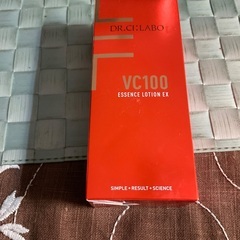 DR.CI:LABO
VC100
ESSENCE LOTION EX
SIMPLE • RESULT • SCIENCE